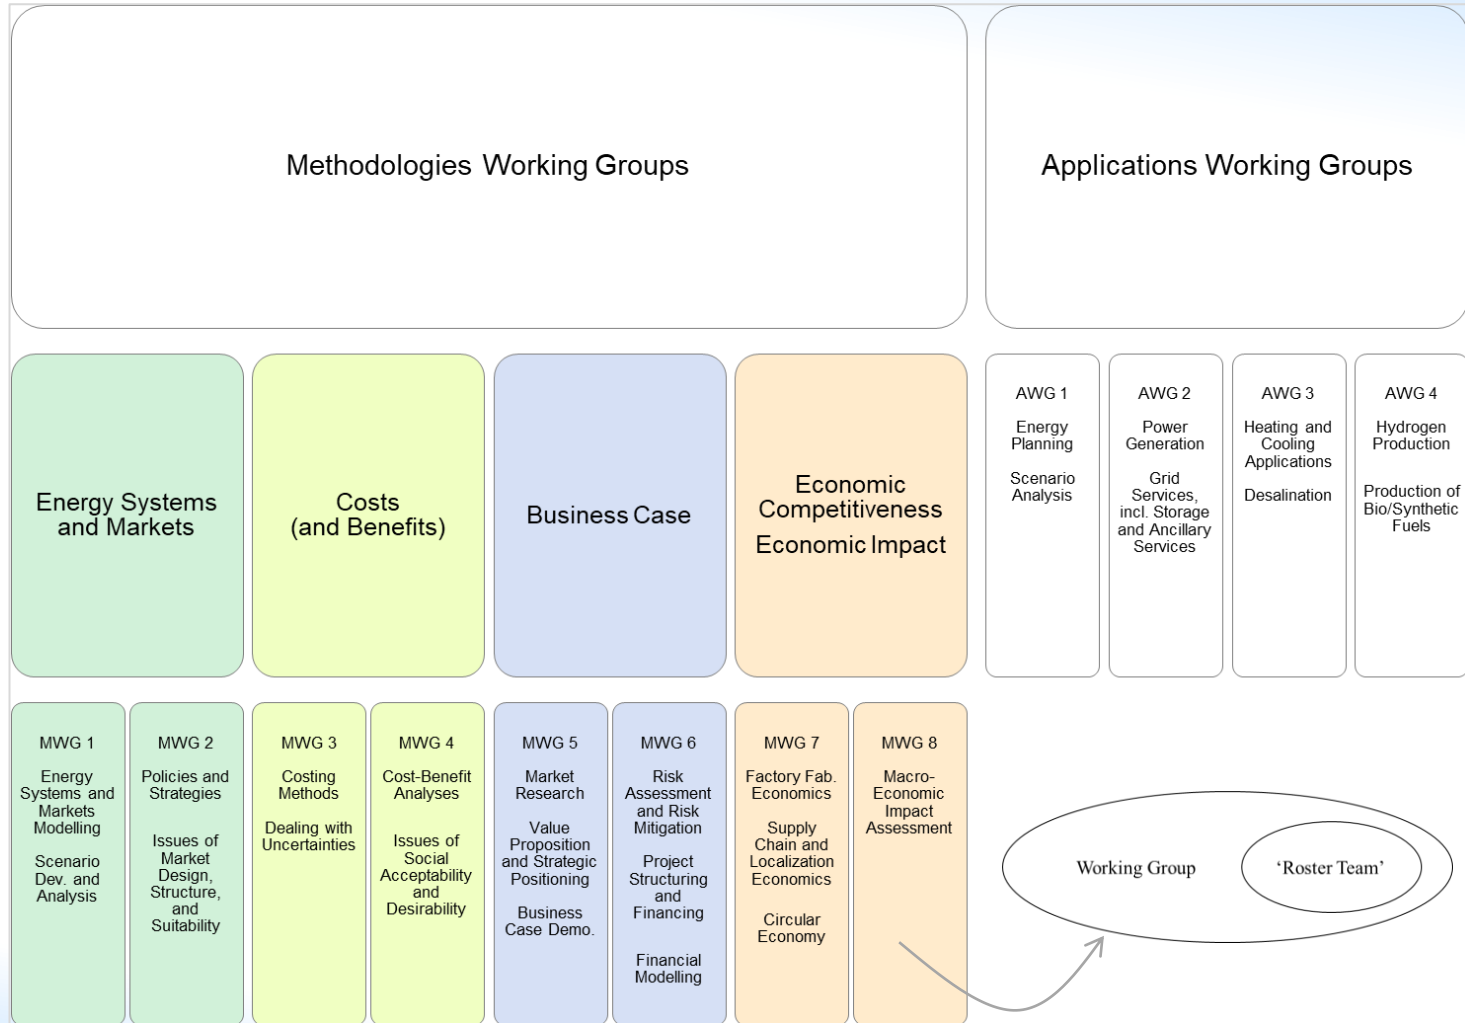 Methodologies Working Groups
Applications Working Groups
Energy Systems
and Markets
Costs
(and Benefits)
Business Case
Economic
Competitiveness
Economic Impact
AWG 1
Energy
Planning
Scenario
Analysis
AWG 2
Power
Generation
Grid
Services,
incl. Storage
and Ancillary
Services
AWG 3
Heating and
Cooling
Applications
Desalination
AWG 4
Hydrogen
Production
Production of
Bio/Synthetic
Fuels
MWG 1
Energy
Systems and
Markets
Modelling
Scenario
Dev. and
Analysis
MWG 2
Policies and
Strategies
Issues of
Market
Design,
Structure,
and
Suitability
MWG 3
Costing
Methods
Dealing with
Uncertainties
MWG 4
Cost-Benefit
Analyses
Issues of
Social
Acceptability
and
Desirability
MWG 5
Market
Research
Value
Proposition
and Strategic
Positioning
Business
Case Demo.
MWG 6
Risk
Assessment
and Risk
Mitigation
Project
Structuring
and
Financing
Financial
Modelling
MWG 7
Factory Fab.
Economics
Supply
Chain and
Localization
Economics
Circular
Economy
MWG 8
Macro-
Economic
Impact
Assessment
Working Group
‘Roster Team’